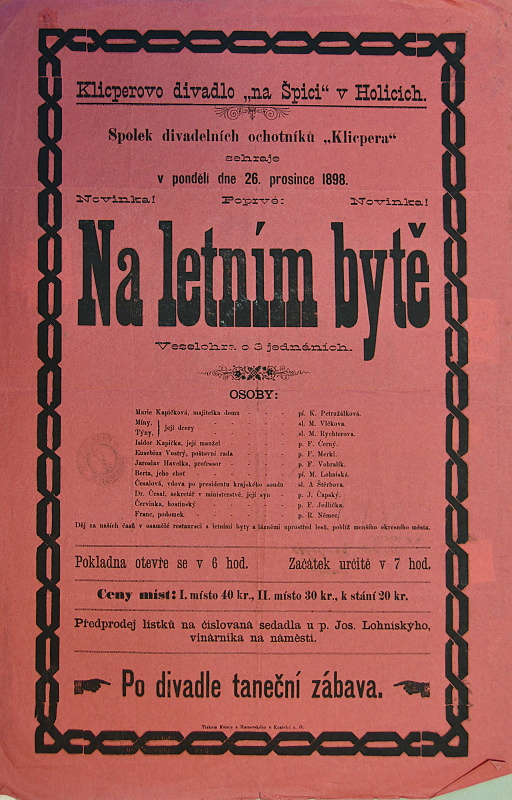 Klicperovo divadlo „na Špici“ v Holicích.
Spolek divadelních ochotníků „Klicpera“
sehraje
v pondělí dne 26. prosince 1898.
Novinka! Poprvé: Novinka!
Na letním bytě
Veselohra o 3 jednáních.
OSOBY:
Marie Kapičková, majitelka domu - - - - pí. K. Petružálková.
Míny, } její dcery - - - - sl. M. Vlčkova.
Týny, - - - - sl. M. Rychterova.
Isidor Kapička, její manžel - - - - p. F. Černý.
Eusebius Vostrý, poštovní rada - - - - p. F. Merkl.
Jaroslav Havelka, professor - - - - p. F. Vohralík.
Berta, jeho choť - - - - pí. M. Lohniská.
Česalová, vdova po presidentu krajského soudu sl. A Štěrbova.
Dr. Česal, sekretář v ministerstvě, její syn - p. J. Čapský.
Červinka, hostinský - - - - p. F. Jedlička.
Franc, podomek - - - - p. R. Němec.
Děj za našich časů v osamělé restauraci s letními byty a lázněmi uprostřed lesů, poblíž menšího okresního města.
Pokladna otevře se v 6 hod. Začátek určitě v 7 hod.
Ceny míst: I. místo 40 kr., II. místo 30 kr., k stání 20 kr.
Předprodej lístků na číslovaná sedadla u p. Jos. Lohnískyho,
vinárníka na náměstí.
Po divadle taneční zábava.